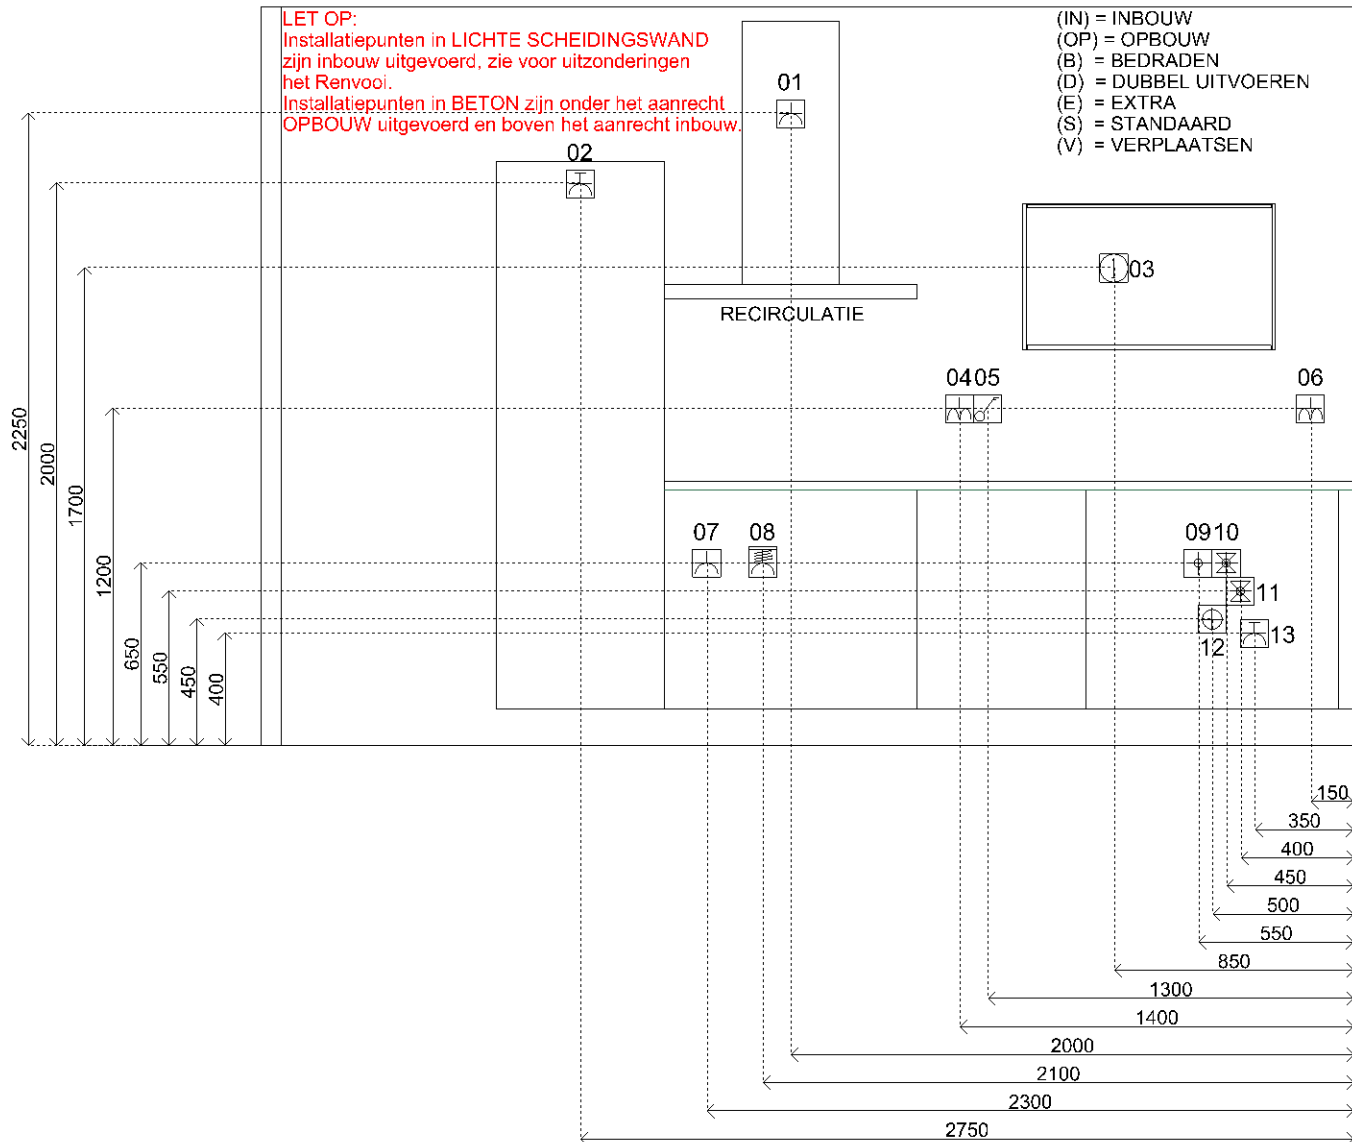 LET OP:
Installatiepunten in LICHTE SCHEIDINGSWAND
zijn inbouw uitgevoerd, zie voor uitzonderingen
het Renvooi.
Installatiepunten in BETON zijn onder het aanrecht
OPBOUW uitgevoerd en boven het aanrecht inbouw.
(IN) = INBOUW
(OP) = OPBOUW
(B) = BEDRADEN
(D) = DUBBEL UITVOEREN
(E) = EXTRA
(S) = STANDAARD
(V) = VERPLAATSEN
01
02
03
RECIRCULATIE
04 05
06
07
08
09 10
11
12
13
2250
2000
1700
1200
650
550
450
400
150
350
400
450
500
550
850
1300
1400
2000
2100
2300
2750